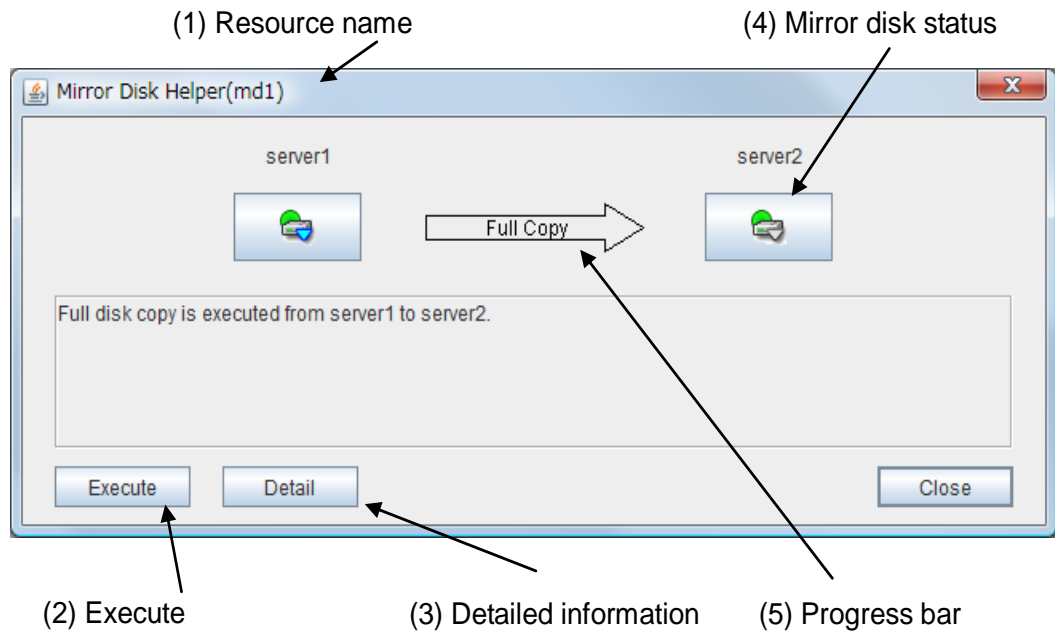 (1) Resource name
(4) Mirror disk status
Mirror Disk Helper(md1)
server1
server2
Full Copy
Full disk copy is executed from server1 to server2.
Execute
Detail
Close
(2) Execute
(3) Detailed information
(5) Progress bar